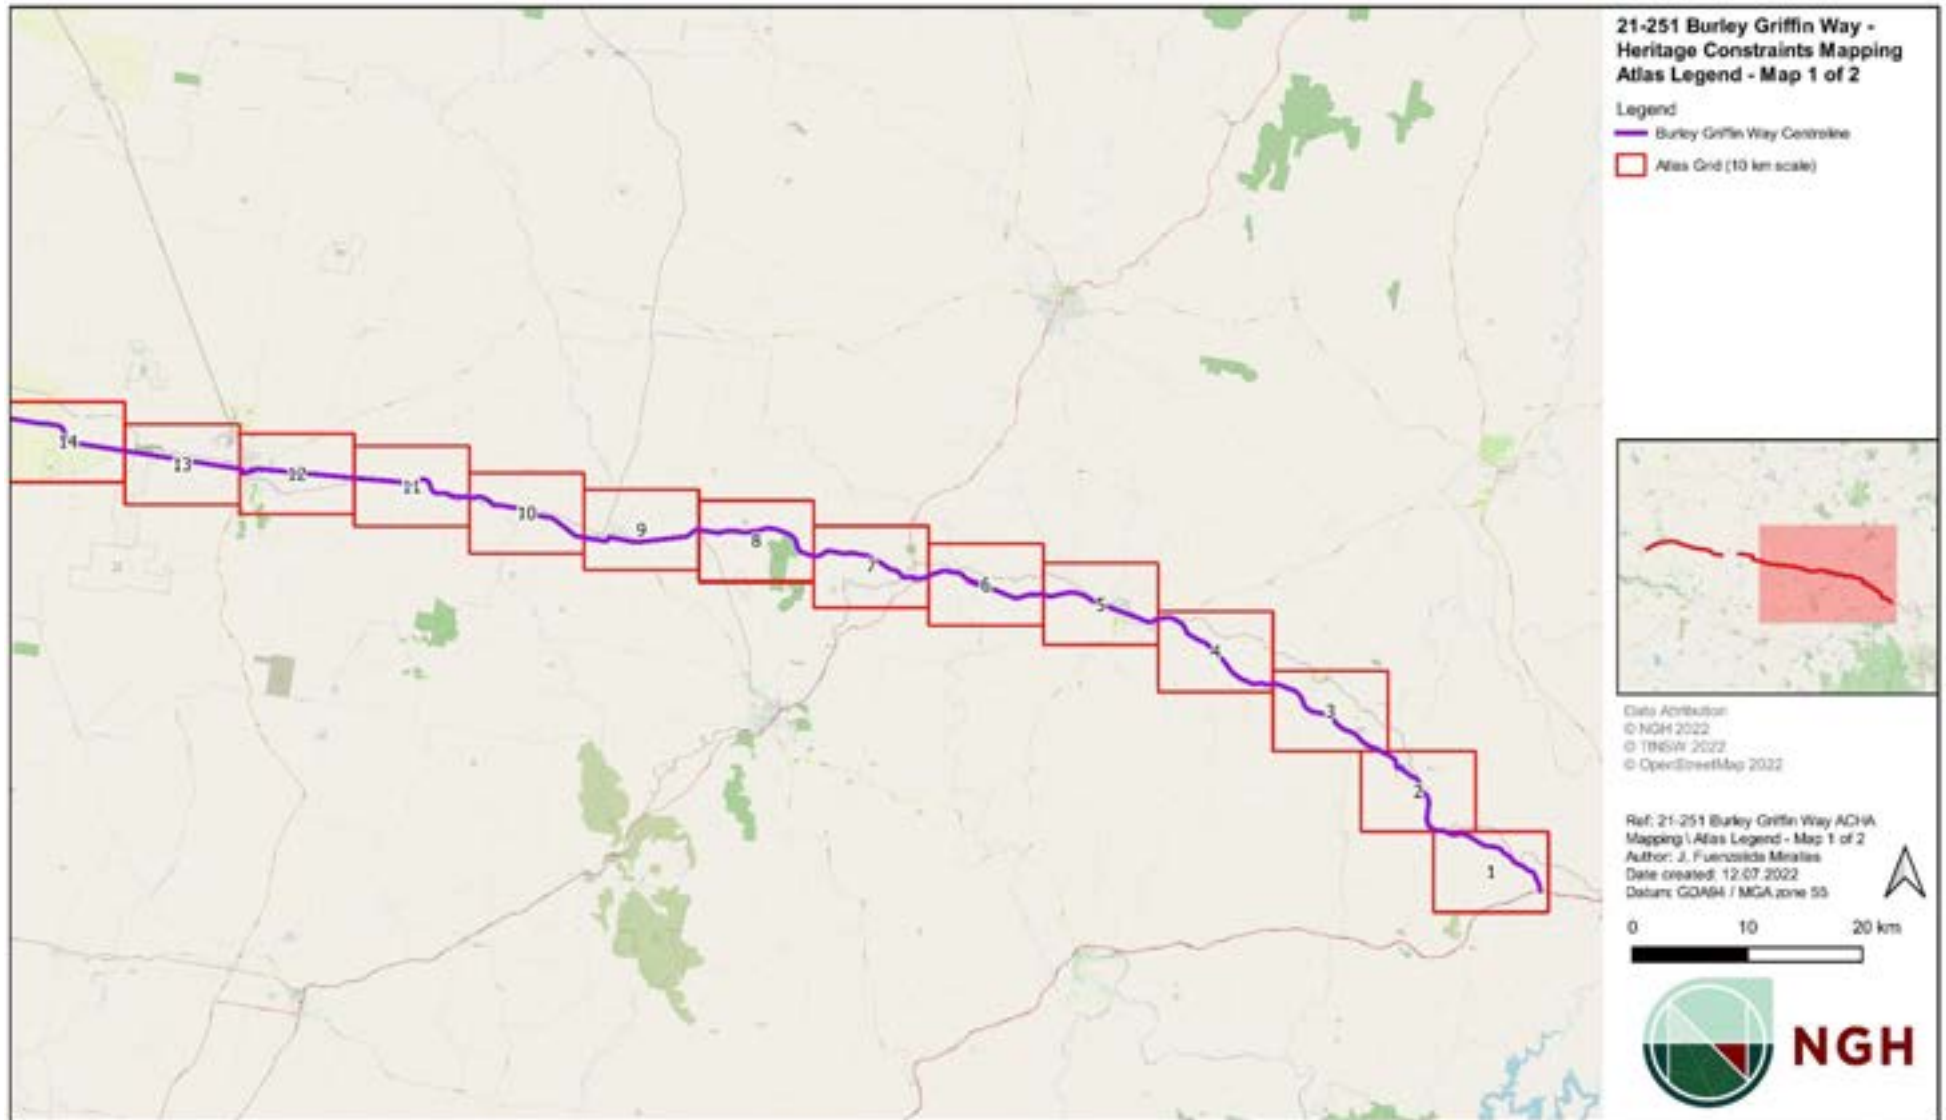 21-251 Burley Griffin Way -
Heritage Constraints Mapping
Atlas Legend - Map 1 of 2
Legend
Burley Griffin Way Centreline
Atlas Grid (10 km scale)
14
13
12
11
10
9
8
7
6
5
4
3
2
1
Data Attribution
© NGH 2022
© TfNSW 2022
© OpenStreetMap 2022
Ref: 21-251 Burley Griffin Way ACHA
Mapping \ Atlas Legend - Map 1 of 2
Author: J. Fuenzalida Miralles
Date created: 12.07.2022
Datum: GDA94 / MGA zone 55
0 10 20 km
NGH